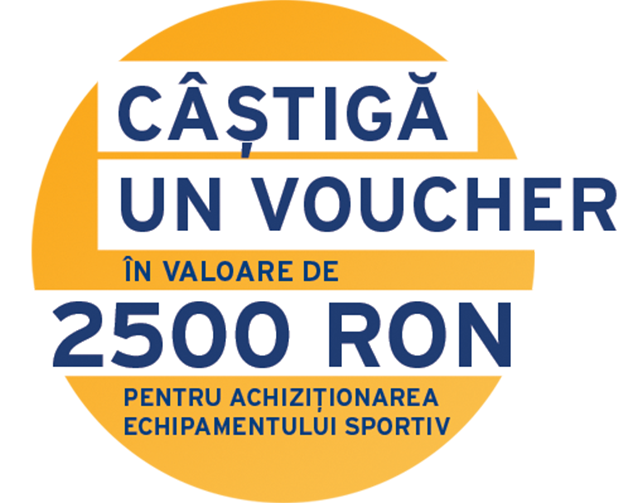 CÂȘTIGĂ
UN VOUCHER
ÎN VALOARE DE
2500 RON
PENTRU ACHIZIȚIONAREA
ECHIPAMENTULUI SPORTIV